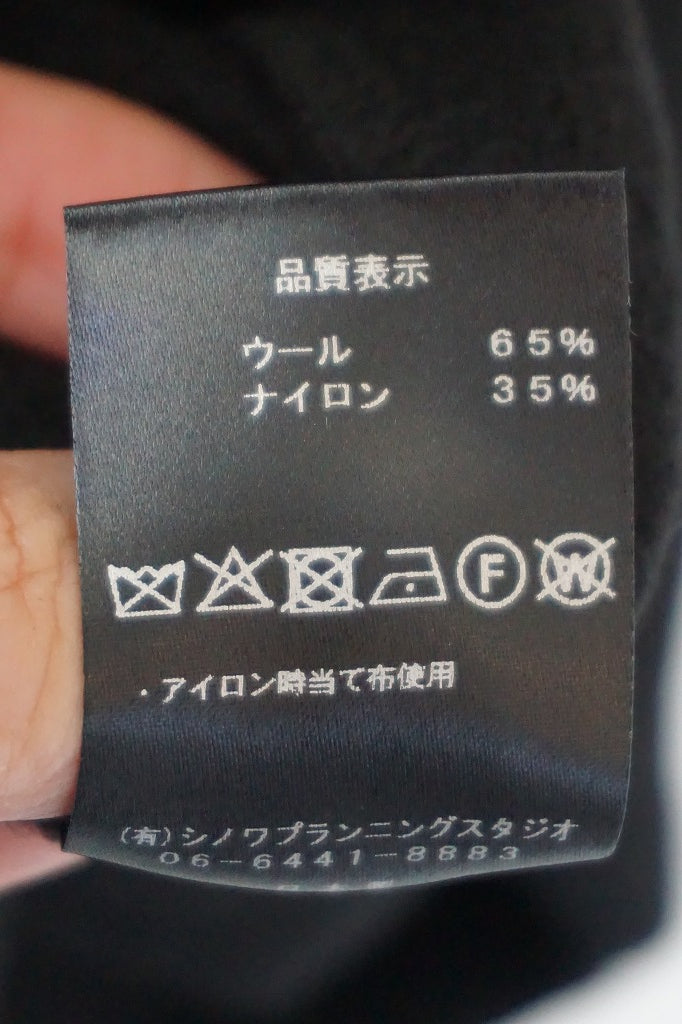 品質表示
ウール 65%
ナイロン 35%
F W
・アイロン時当て布使用
(有)シノワプランニングスタジオ
06-6441-8883